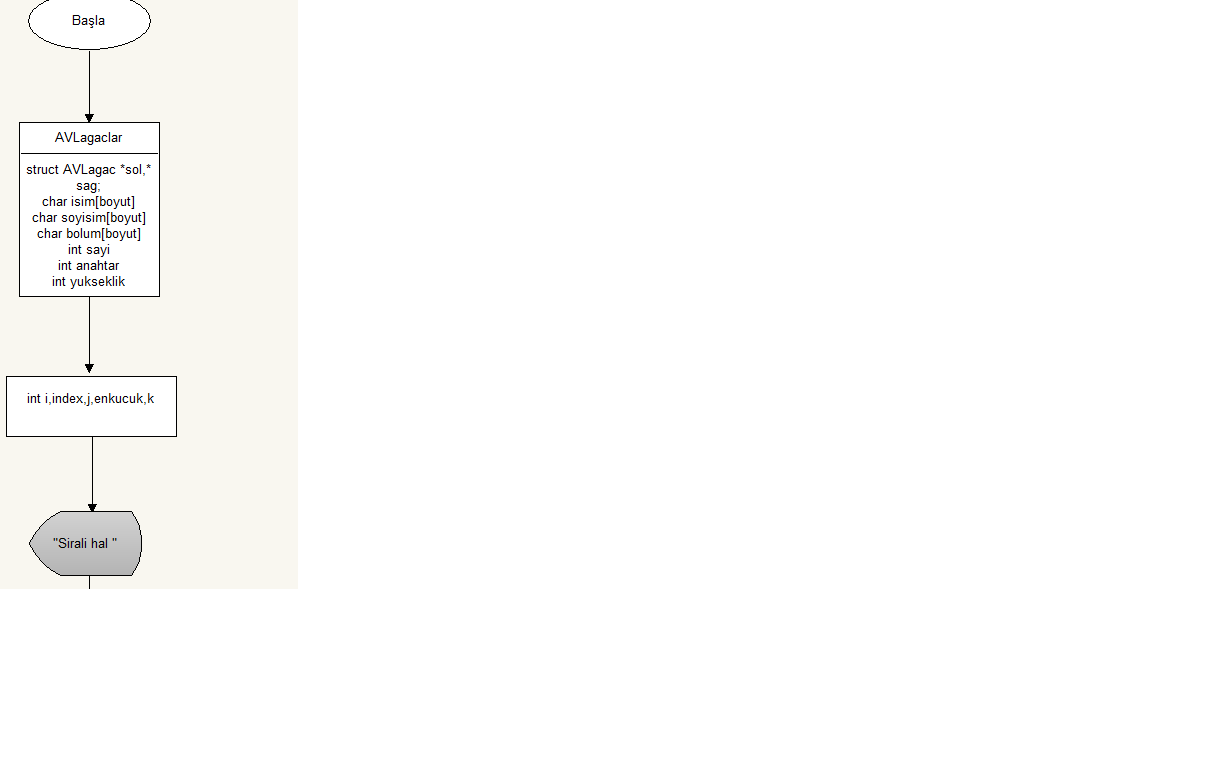 Başla
AVLagaclar
struct AVLagac *sol,*
sag;
char isim[boyut]
char soyisim[boyut]
char bolum[boyut]
int sayi
int anahtar
int yukseklik
int i,index,j,enkucuk,k
"Sirali hal "